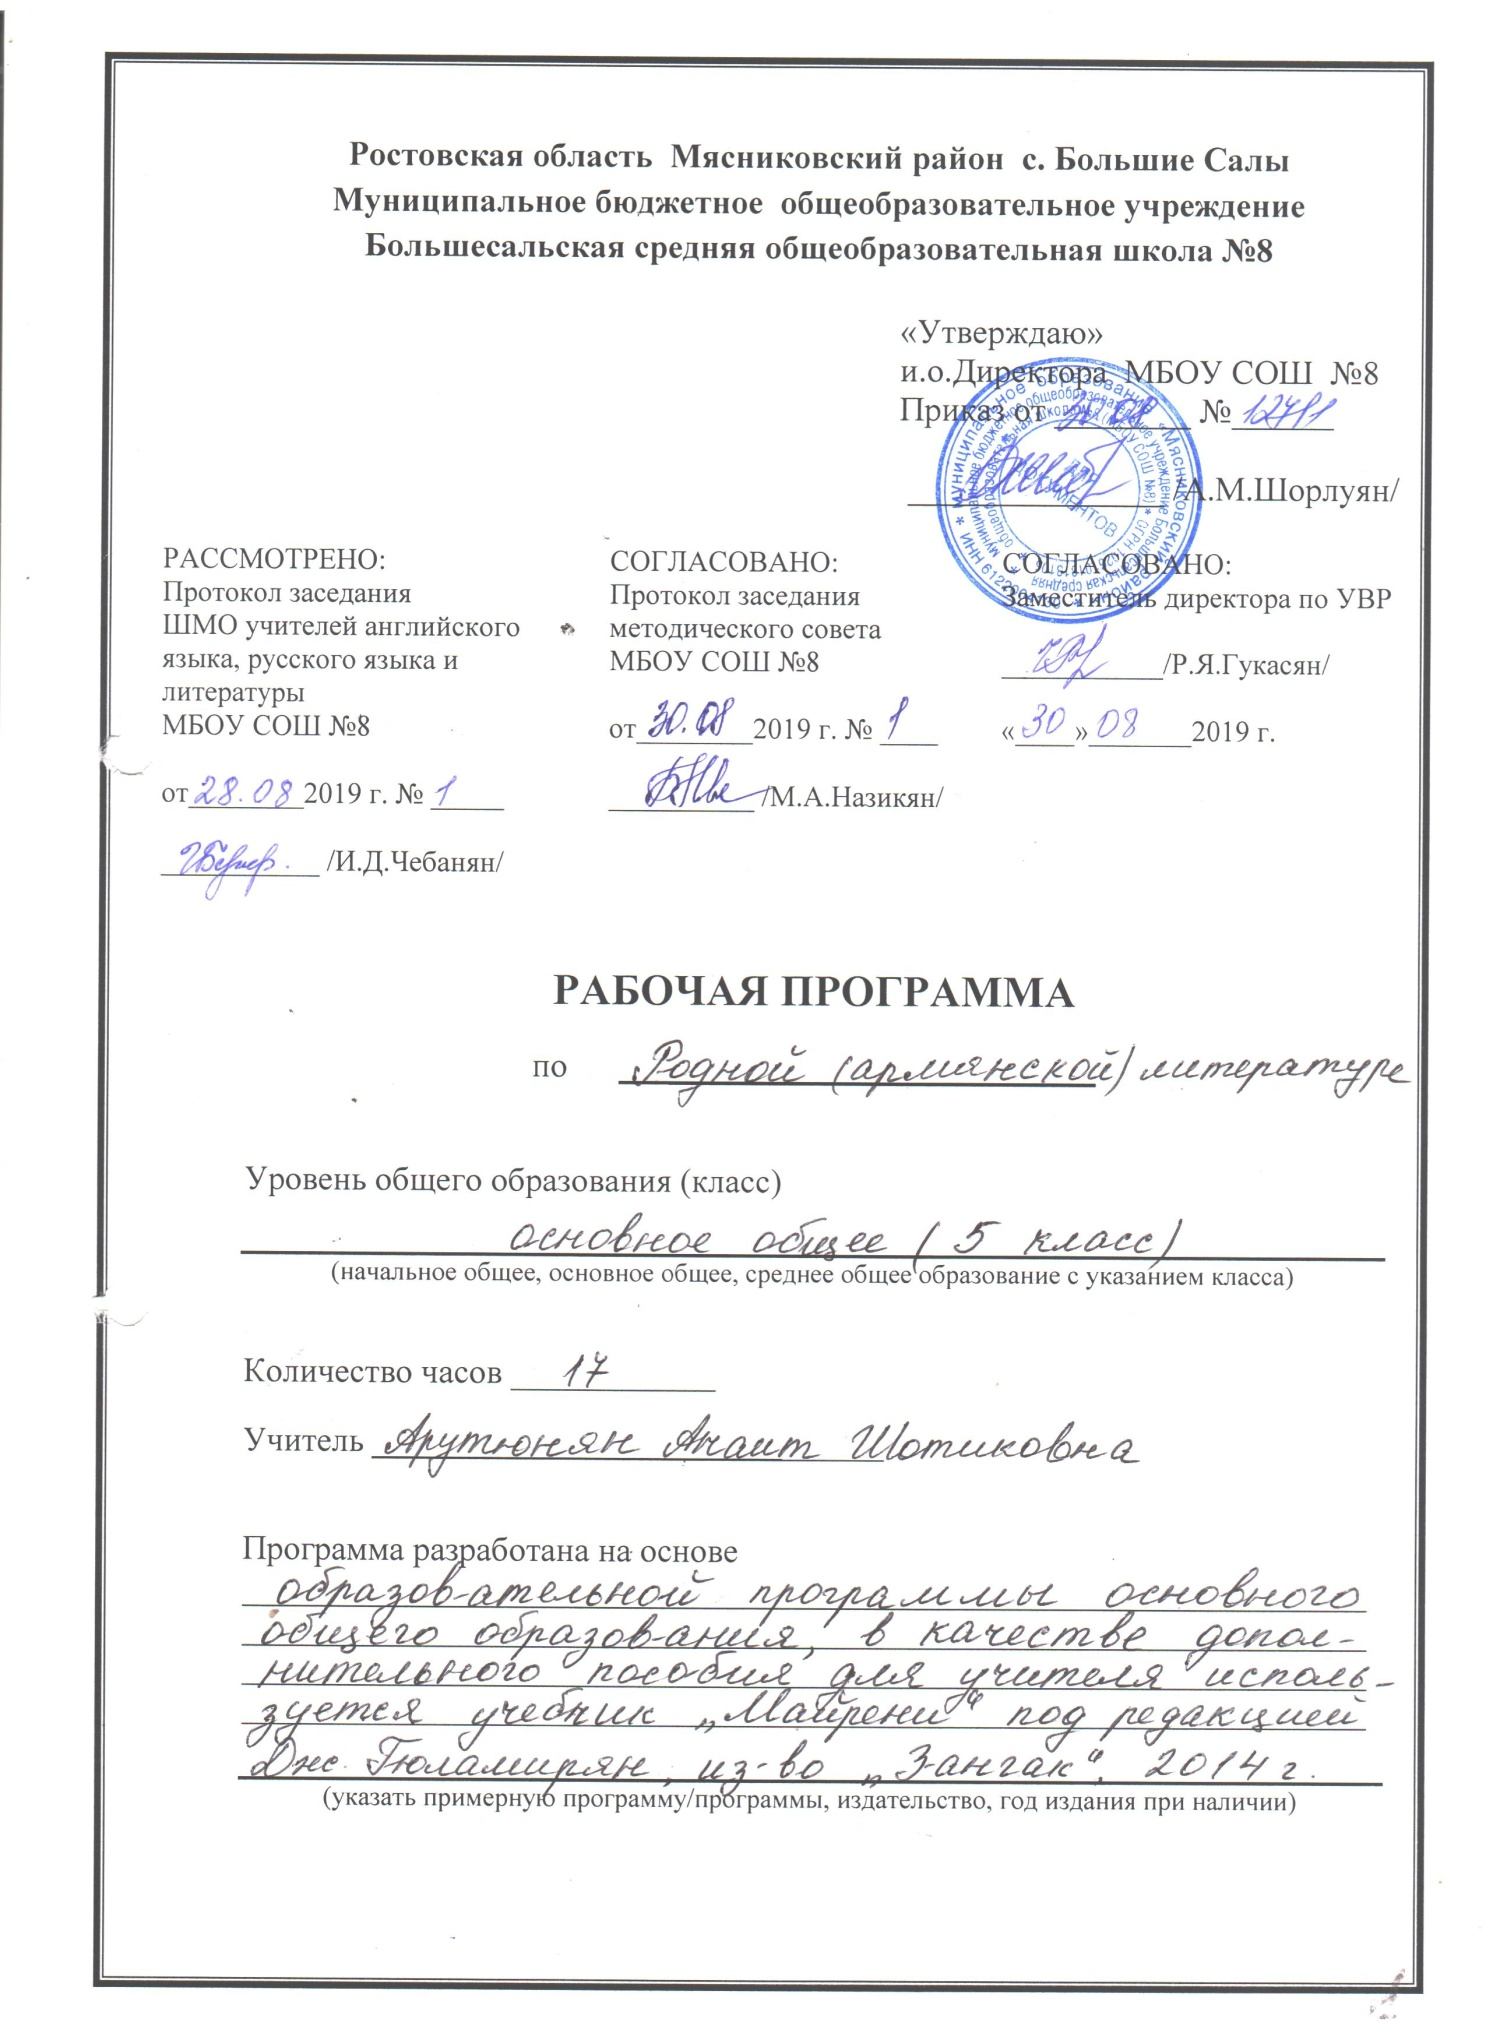 Ростовская область Мясниковский район с. Большие Салы
Муниципальное бюджетное общеобразовательное учреждение
Большесальская средняя общеобразовательная школа №8
«Утверждаю»
и.о.Директора МБОУ СОШ №8
Приказ от 30.08 №
/А.М.Шорлуян/
РАССМОТРЕНО:
Протокол заседания
ШМО учителей английского
языка, русского языка и
литературы
МБОУ СОШ №8
от 28.08 2019 г. № 1
/И.Д.Чебанян/
СОГЛАСОВАНО:
Протокол заседания
методического совета
МБОУ СОШ №8
от 30.08 2019 г. № 1
/М.А.Назикян/
СОГЛАСОВАНО:
Заместитель директора по УВР
/Р.Я.Гукасян/
«30» 08 2019 г.
РАБОЧАЯ ПРОГРАММА
по Родной (армянской) литературе
Уровень общего образования (класс)
основное общее (5 класс)
(начальное общее, основное общее, среднее общее образование с указанием класса)
Количество часов 17
Учитель Арутюнян Анаит Шотиковна
Программа разработана на основе
образовательной программы основного
общего образования, в качестве допол-
нительного пособия для учителя исполь-
зуется учебник „Майрени“ под редакцией
Дж. Гюламирян, из-во „Зангак“. 2014 г.
(указать примерную программу/программы, издательство, год издания при наличии)